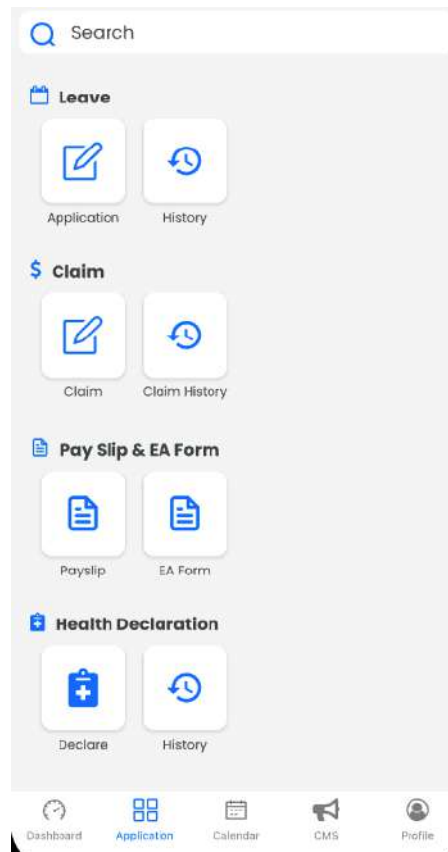 Search
Leave
Application History
$ Claim
Claim Claim History
Pay Slip & EA Form
Payslip EA Form
Health Declaration
Declare History
Dashboard Application Calendar CMS Profile